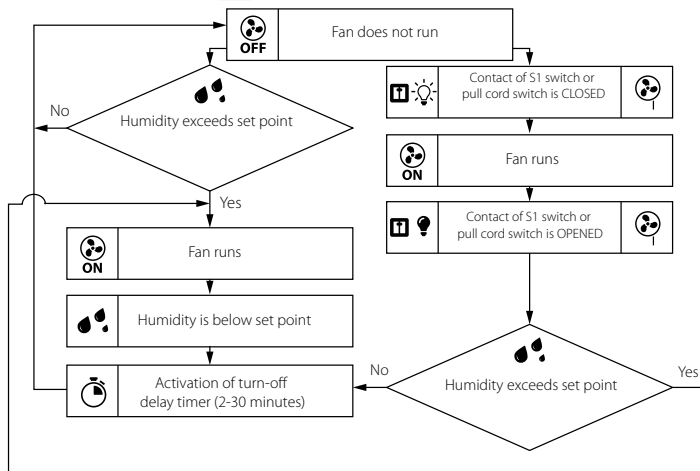 OFF
Fan does not run
No
Humidity exceeds set point
Yes
ON
Fan runs
Humidity is below set point
Activation of turn-off
delay timer (2-30 minutes)
Contact of S1 switch or
pull cord switch is CLOSED
ON
Fan runs
Contact of S1 switch or
pull cord switch is OPENED
No
Humidity exceeds set point
Yes